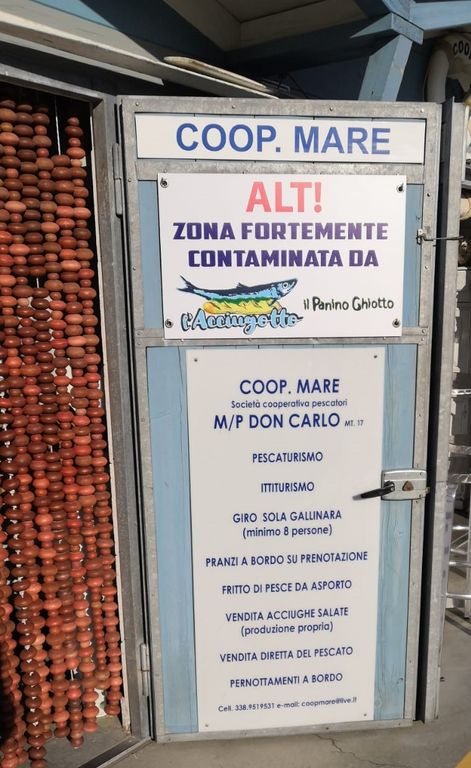 COOP. MARE
ALT!
ZONA FORTEMENTE
CONTAMINATA DA
l'Acciugotto
il Panino Ghiotto
COOP. MARE
Società cooperativa pescatori
M/P DON CARLO MT. 17
PESCATURISMO
ITTITURISMO
GIRO SOLA GALLINARA
(minimo 8 persone)
PRANZI A BORDO SU PRENOTAZIONE
FRITTO DI PESCE DA ASPORTO
VENDITA ACCIUGHE SALATE
(produzione propria)
VENDITA DIRETTA DEL PESCATO
PERNOTTAMENTI A BORDO
Cell. 338.9519531 e-mail: coopmare@live.it